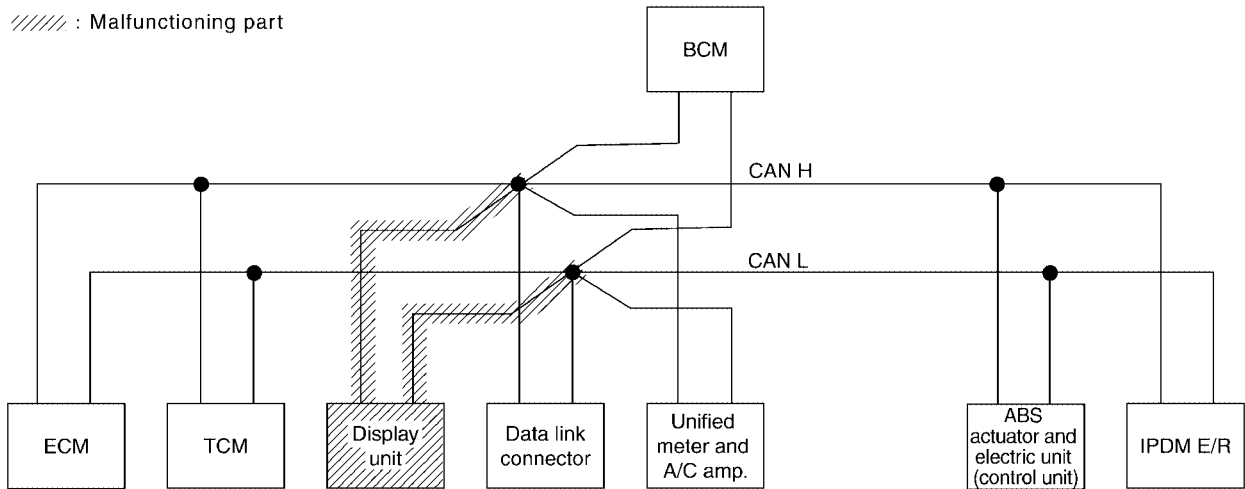 : Malfunctioning part
BCM
CAN H
CAN L
ECM
TCM
Display
unit
Data link
connector
Unified
meter and
A/C amp.
ABS
actuator and
electric unit
(control unit)
IPDM E/R